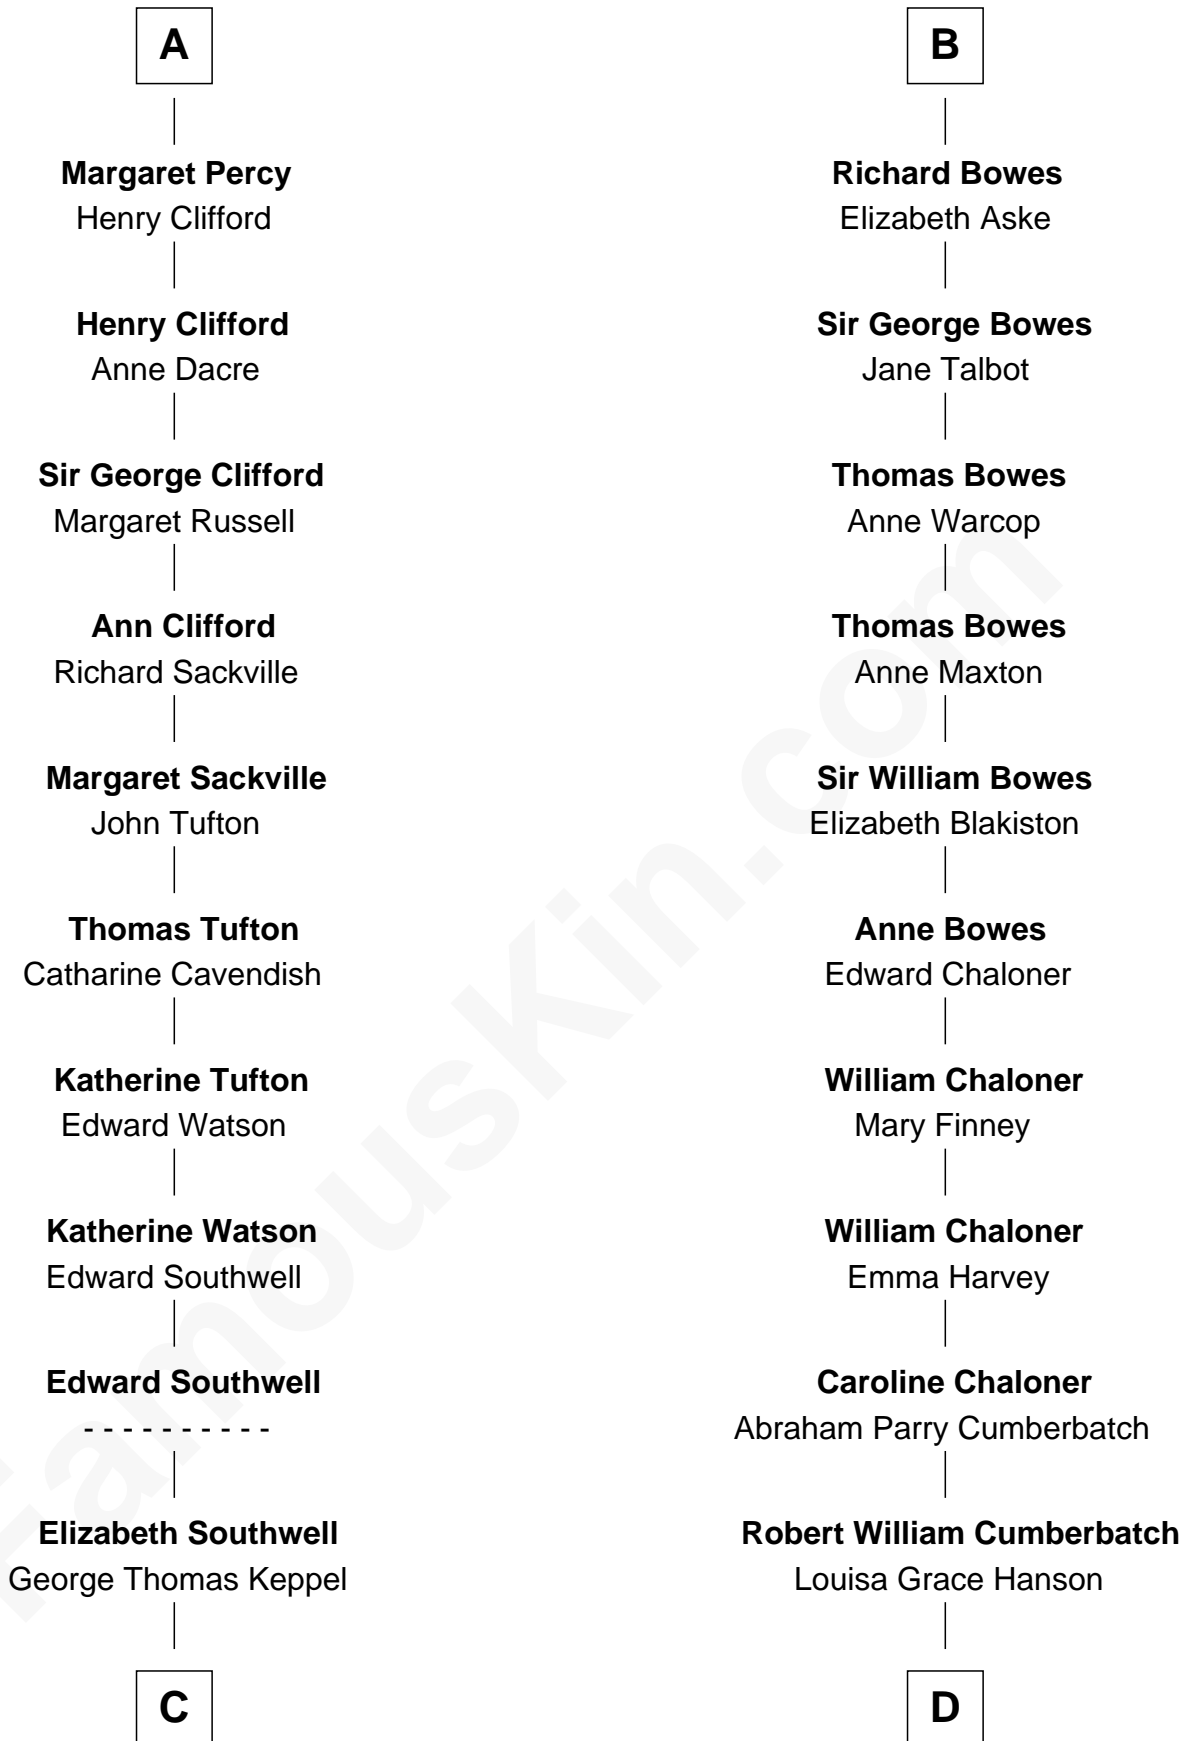 A
Margaret Percy
Henry Clifford
Henry Clifford
Anne Dacre
Sir George Clifford
Margaret Russell
Ann Clifford
Richard Sackville
Margaret Sackville
John Tufton
Thomas Tufton
Catharine Cavendish
Katherine Tufton
Edward Watson
Katherine Watson
Edward Southwell
Edward Southwell
- - - - - - - - - -
Elizabeth Southwell
George Thomas Keppel
C
B
Richard Bowes
Elizabeth Aske
Sir George Bowes
Jane Talbot
Thomas Bowes
Anne Warcop
Thomas Bowes
Anne Maxton
Sir William Bowes
Elizabeth Blakiston
Anne Bowes
Edward Chaloner
William Chaloner
Mary Finney
William Chaloner
Emma Harvey
Caroline Chaloner
Abraham Parry Cumberbatch
Robert William Cumberbatch
Louisa Grace Hanson
D
FamousKin.com